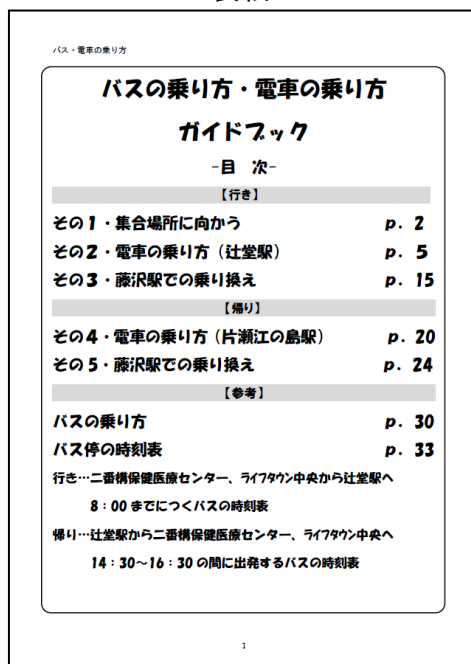 バス・電車の乗り方
バスの乗り方・電車の乗り方
ガイドブック
-目 次-
【行き】
その1・集合場所に向かう p. 2
その2・電車の乗り方（辻堂駅） p. 5
その3・藤沢駅での乗り換え p. 15
【帰り】
その4・電車の乗り方（片瀬江の島駅） p. 20
その5・藤沢駅での乗り換え p. 24
【参考】
バスの乗り方 p. 30
バス停の時刻表 p. 33
行き…二番構保健医療センター、ライフタウン中央から辻堂駅へ
8：00 までにつくバスの時刻表
帰り…辻堂駅から二番構保健医療センター、ライフタウン中央へ
14：30～16：30 の間に出発するバスの時刻表
1